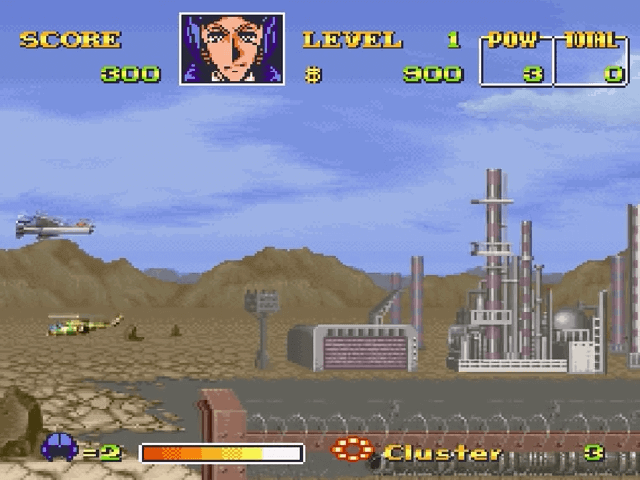 SCORE
300
LEVEL 1
$ 900
POW TOTAL
3 0
=2
Cluster 3